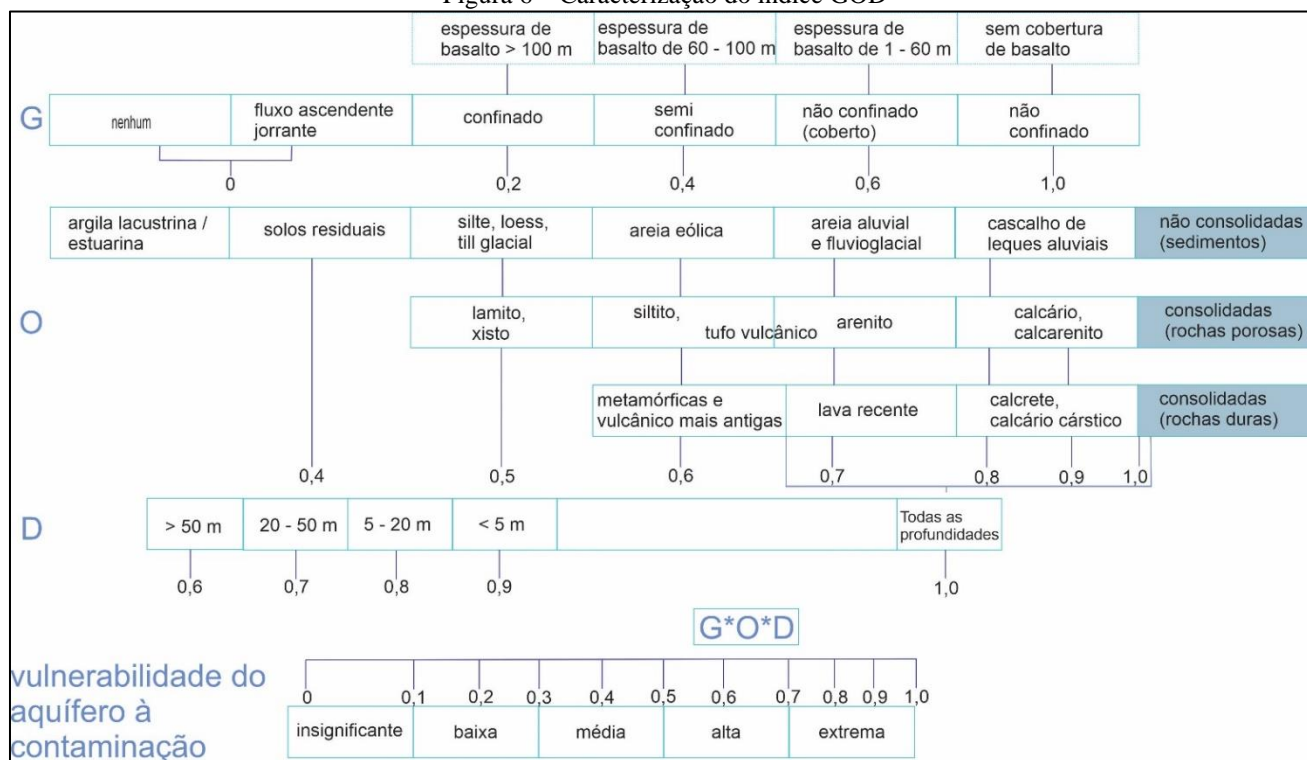 Figura 6 – Caracterização do índice GOD
espessura de
basalto > 100 m
espessura de
basalto de 60 - 100 m
espessura de
basalto de 1 - 60 m
sem cobertura
de basalto
G
nenhum
fluxo ascendente
jorrante
confinado
semi
confinado
não confinado
(coberto)
não
confinado
0
0,2
0,4
0,6
1,0
argila lacustrina /
estuarina
solos residuais
silte, loess,
till glacial
areia eólica
areia aluvial
e fluvioglacial
cascalho de
leques aluviais
não consolidadas
(sedimentos)
O
lamito,
xisto
siltito,
tufo vulcânico
arenito
calcário,
calcarenito
consolidadas
(rochas porosas)
metamórficas e
vulcânico mais antigas
lava recente
calcrete,
calcário cárstico
consolidadas
(rochas duras)
0,4
0,5
0,6
0,7
0,8
0,9
1,0
D
> 50 m
20 - 50 m
5 - 20 m
< 5 m
Todas as
profundidades
0,6
0,7
0,8
0,9
1,0
G*O*D
vulnerabilidade do
aquífero à
contaminação
0
0,1
0,2
0,3
0,4
0,5
0,6
0,7
0,8
0,9
1,0
insignificante
baixa
média
alta
extrema